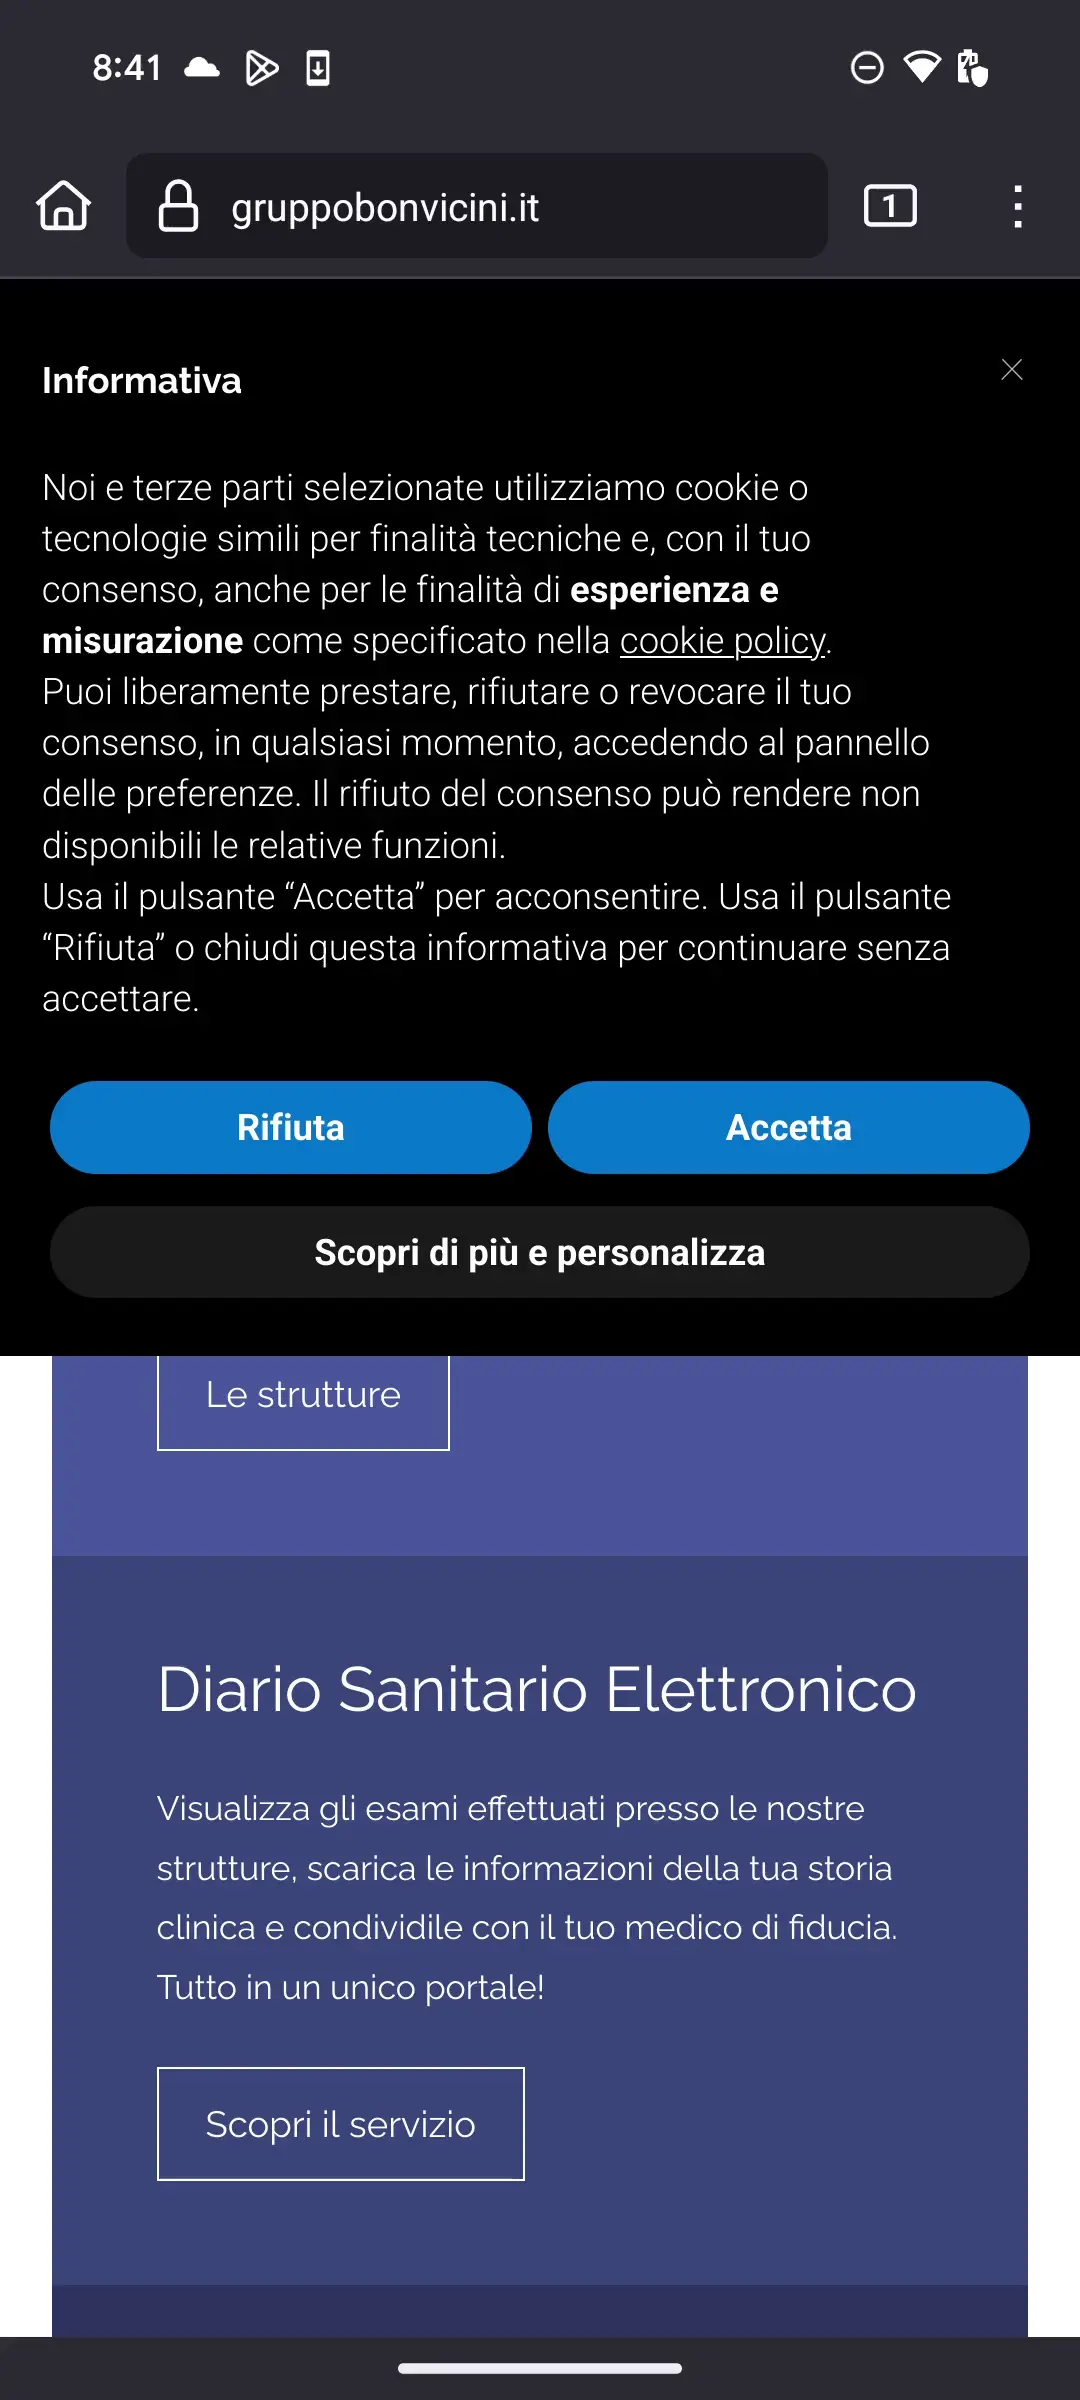 8:41
gruppobonvicini.it
1
Informativa
Noi e terze parti selezionate utilizziamo cookie o
tecnologie simili per finalità tecniche e, con il tuo
consenso, anche per le finalità di esperienza e
misurazione come specificato nella cookie policy.
Puoi liberamente prestare, rifiutare o revocare il tuo
consenso, in qualsiasi momento, accedendo al pannello
delle preferenze. Il rifiuto del consenso può rendere non
disponibili le relative funzioni.
Usa il pulsante “Accetta” per acconsentire. Usa il pulsante
“Rifiuta” o chiudi questa informativa per continuare senza
accettare.
Rifiuta
Accetta
Scopri di più e personalizza
Le strutture
Diario Sanitario Elettronico
Visualizza gli esami effettuati presso le nostre
strutture, scarica le informazioni della tua storia
clinica e condividile con il tuo medico di fiducia.
Tutto in un unico portale!
Scopri il servizio